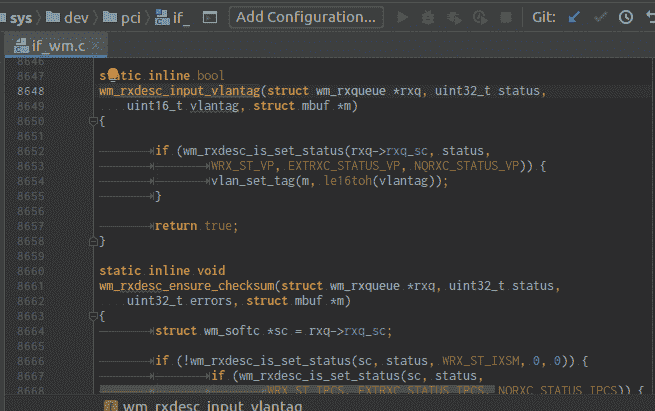 sys dev pci if_ Add Configuration... Git:
if_wm.c
8646
8647 static inline bool
8648 wm_rxdesc_input_vlantag(struct wm_rxqueue *rxq, uint32_t status,
8649 uint16_t vlantag, struct mbuf *m)
8650 {
8651
8652 if (wm_rxdesc_is_set_status(rxq->rxq_sc, status,
8653 WRX_ST_VP, EXTRXC_STATUS_VP, NQRXC_STATUS_VP)) {
8654 vlan_set_tag(m, le16toh(vlantag));
8655 }
8656
8657 return true;
8658 }
8659
8660 static inline void
8661 wm_rxdesc_ensure_checksum(struct wm_rxqueue *rxq, uint32_t status,
8662 uint32_t errors, struct mbuf *m)
8663 {
8664 struct wm_softc *sc = rxq->rxq_sc;
8665
8666 if (!wm_rxdesc_is_set_status(sc, status, WRX_ST_IXSM, 0, 0)) {
8667 if (wm_rxdesc_is_set_status(sc, status,
8668 WRX_ST_IPCS, EXTRXC_STATUS_IPCS, NQRXC_STATUS_IPCS)) {
f wm_rxdesc_input_vlantag